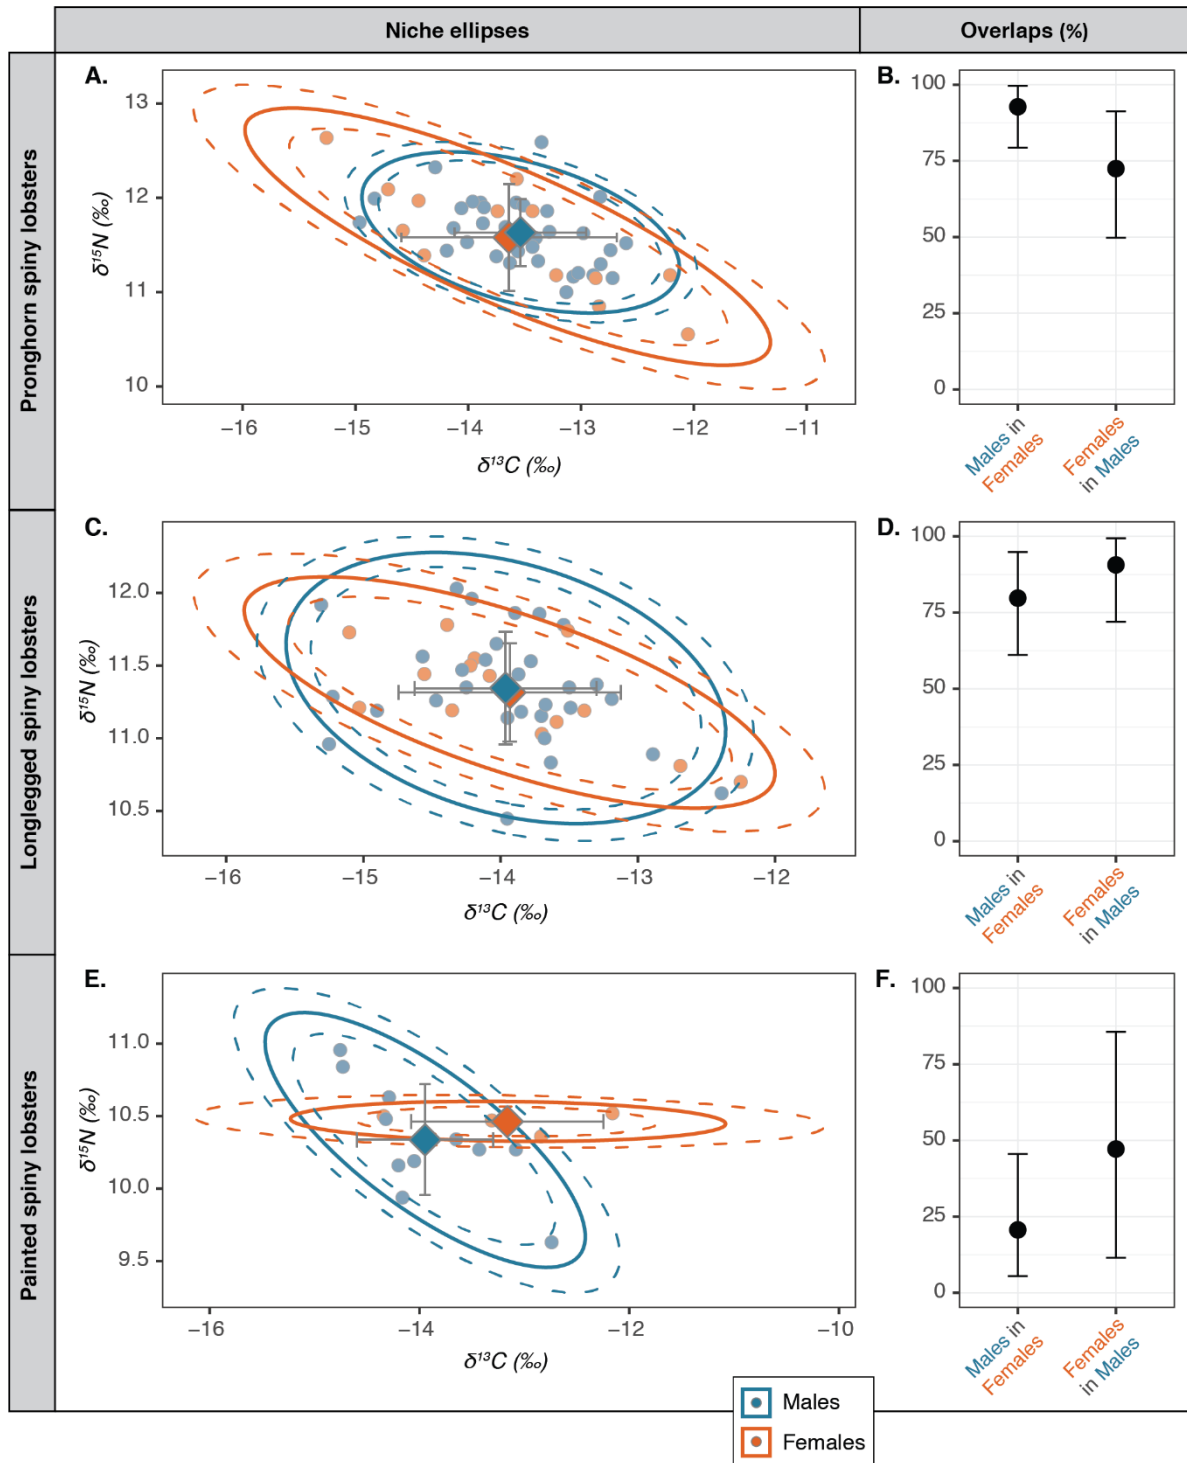 Niche ellipses
Overlaps (%)
Pronghorn spiny lobsters
A.
13
12
11
10
δ¹⁵N (‰)
−16 −15 −14 −13 −12 −11
δ¹³C (‰)
B.
100
75
50
25
0
Males in
Females
Females
in Males
Longlegged spiny lobsters
C.
12.0
11.5
11.0
10.5
δ¹⁵N (‰)
−16 −15 −14 −13 −12
δ¹³C (‰)
D.
100
75
50
25
0
Males in
Females
Females
in Males
Painted spiny lobsters
E.
11.0
10.5
10.0
9.5
δ¹⁵N (‰)
−16 −14 −12 −10
δ¹³C (‰)
F.
100
75
50
25
0
Males in
Females
Females
in Males
Males
Females